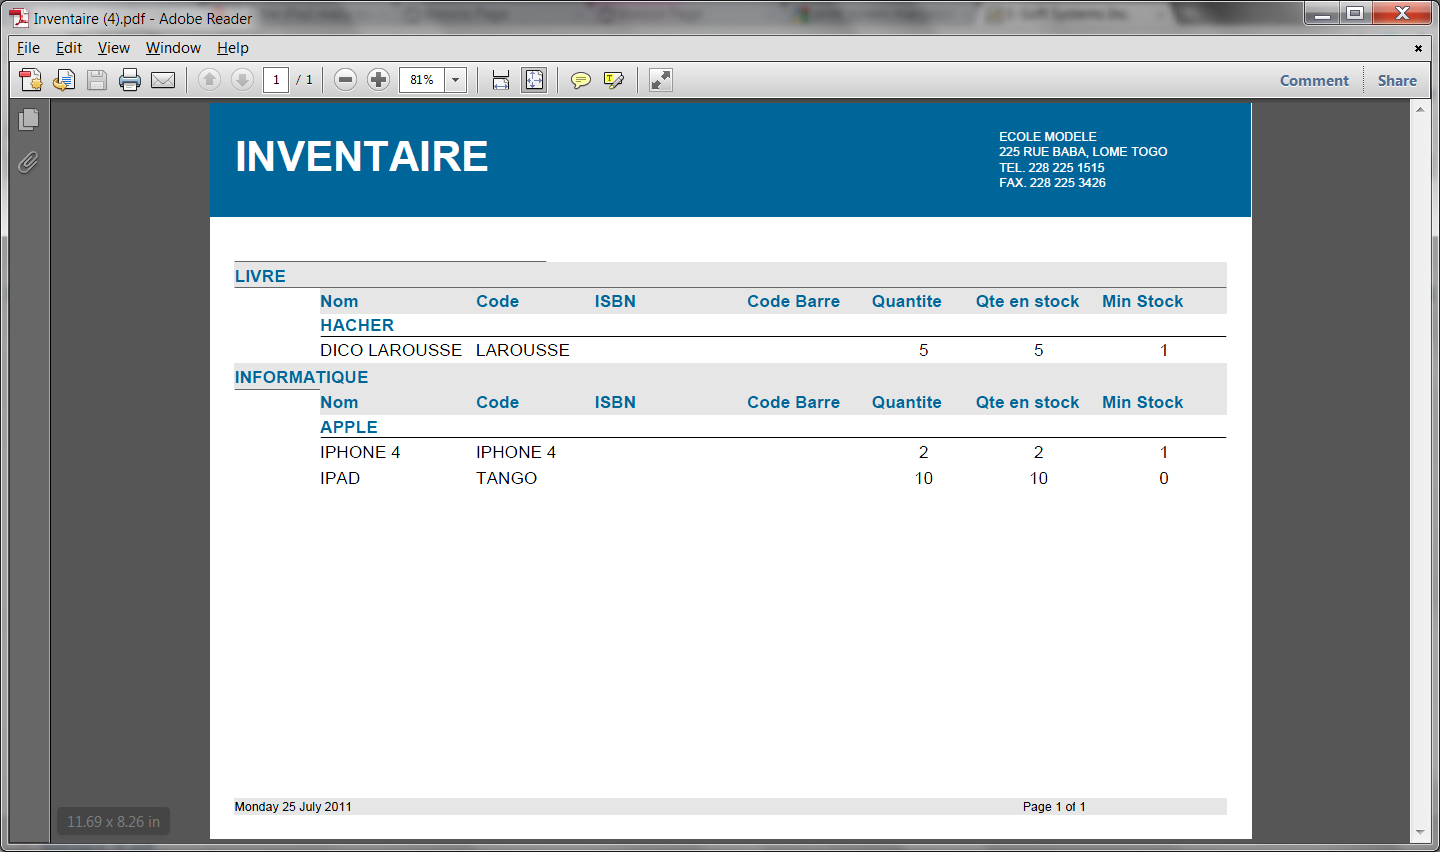 Inventaire (4).pdf - Adobe Reader
File Edit View Window Help
1 / 1 81% Comment Share
INVENTAIRE
ECOLE MODELE
225 RUE BABA, LOME TOGO
TEL. 228 225 1515
FAX. 228 225 3426
LIVRE
Nom Code ISBN Code Barre Quantite Qte en stock Min Stock
HACHER
DICO LAROUSSE LAROUSSE 5 5 1
INFORMATIQUE
Nom Code ISBN Code Barre Quantite Qte en stock Min Stock
APPLE
IPHONE 4 IPHONE 4 2 2 1
IPAD TANGO 10 10 0
Monday 25 July 2011 Page 1 of 1
11.69 x 8.26 in